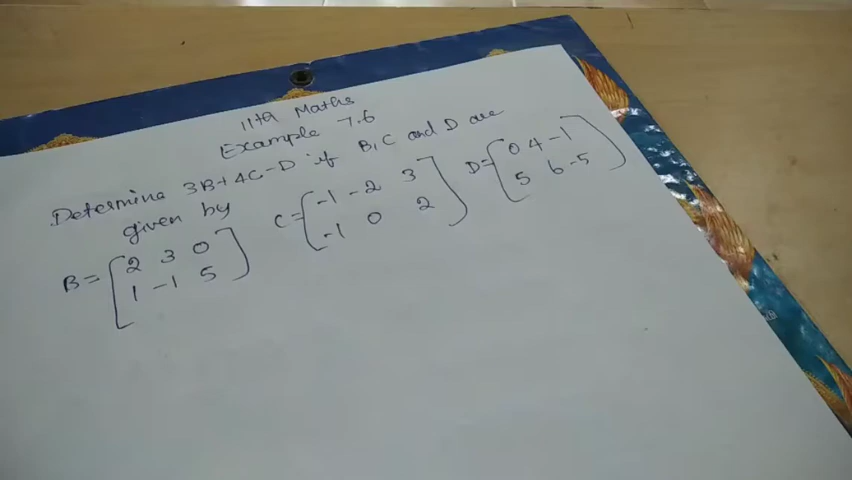 11th Maths
Example 7.6
Determine 3B+4C-D if B, C and D are
given by
B= [2 3 0
1 -1 5]
C= [-1 -2 3
-1 0 2]
D= [0 4 -1
5 6 -5]